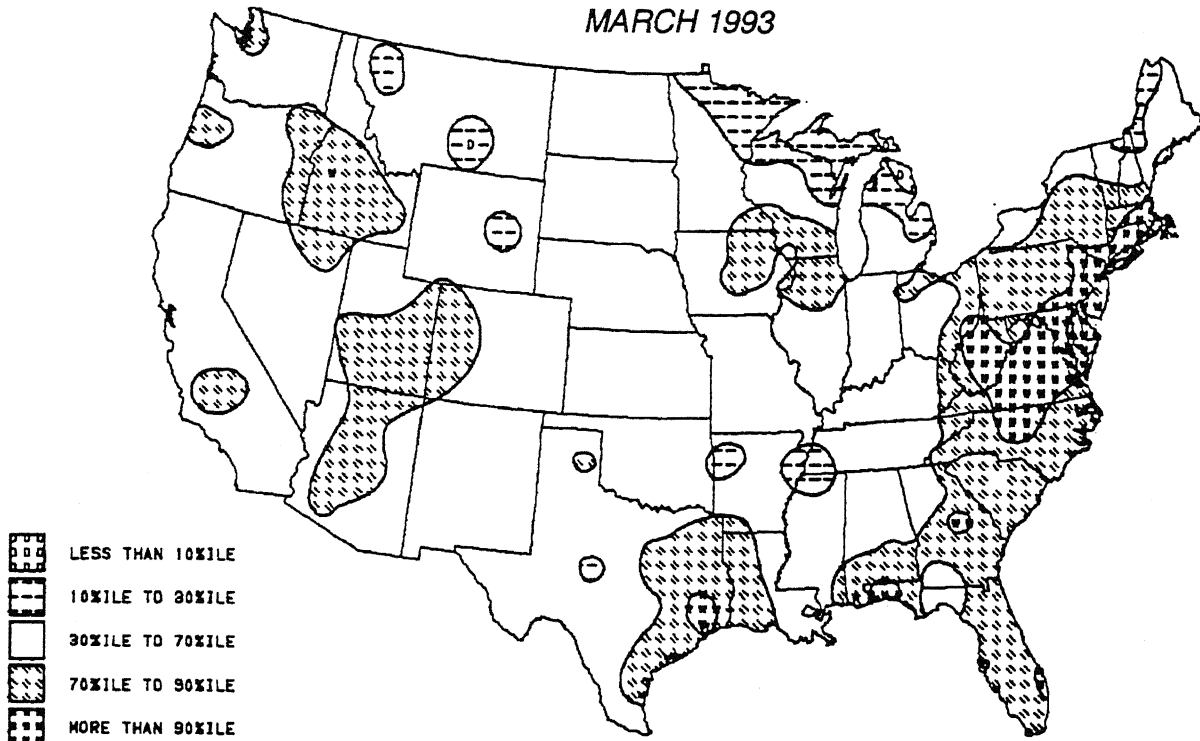 MARCH 1993
D
W
D
LESS THAN 10%ILE
10%ILE TO 30%ILE
30%ILE TO 70%ILE
70%ILE TO 90%ILE
MORE THAN 90%ILE